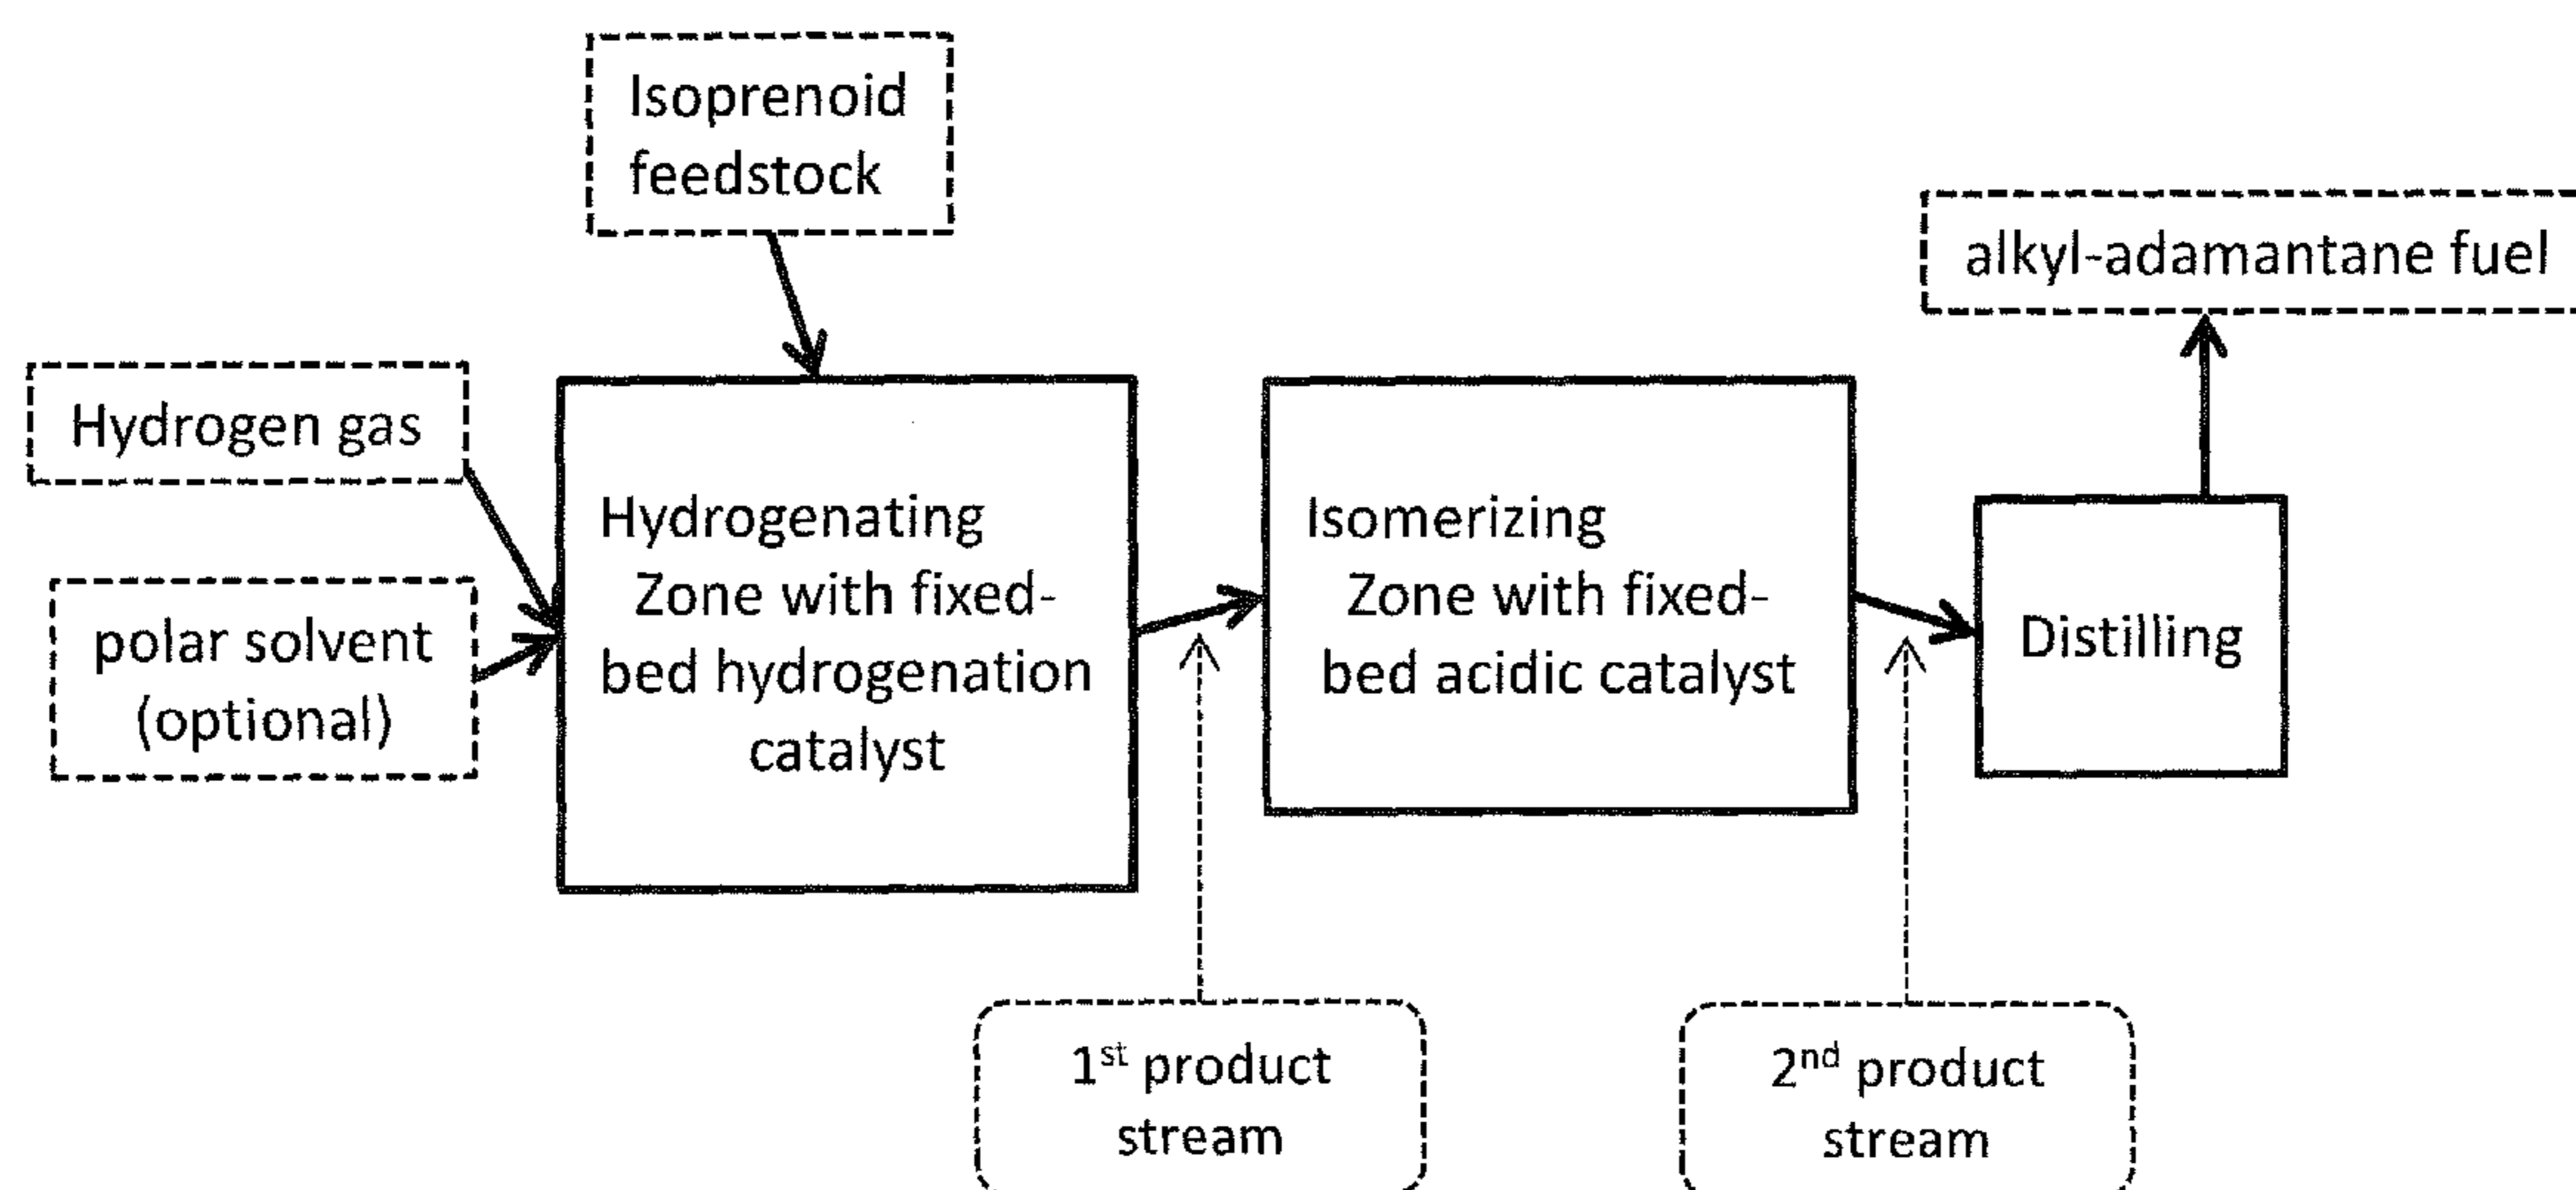 Isoprenoid
feedstock
alkyl-adamantane fuel
Hydrogen gas
polar solvent
(optional)
Hydrogenating
Zone with fixed-
bed hydrogenation
catalyst
Isomerizing
Zone with fixed-
bed acidic catalyst
Distilling
1st product
stream
2nd product
stream